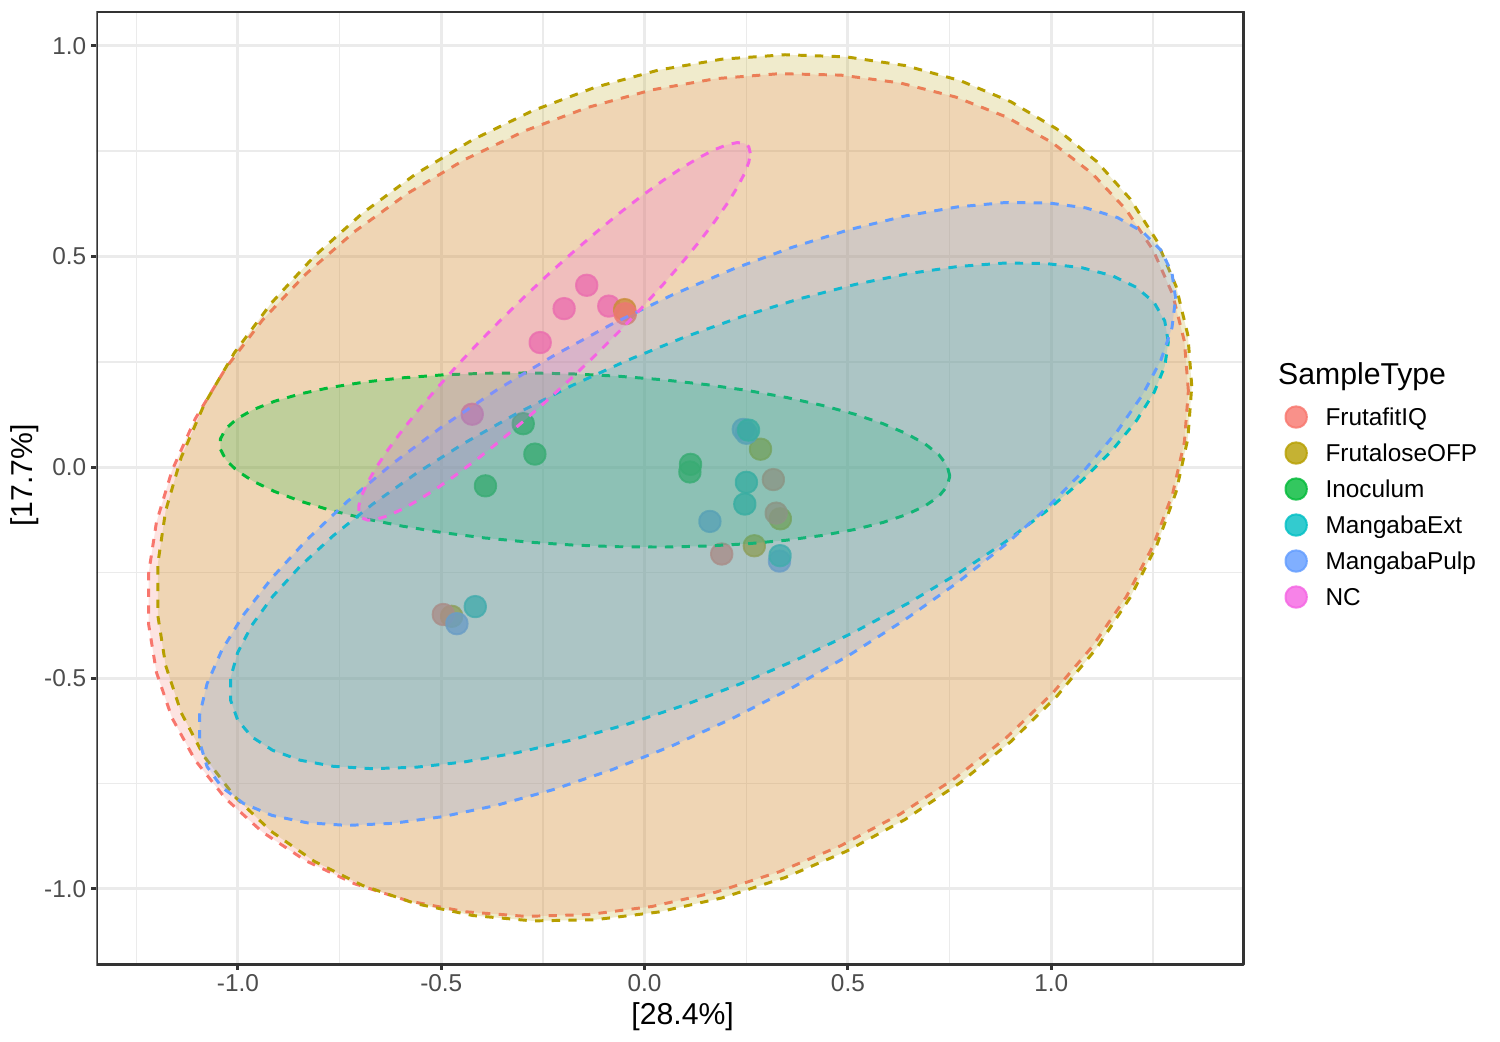 1.0
0.5
0.0
-0.5
-1.0
[17.7%]
-1.0
-0.5
0.0
0.5
1.0
[28.4%]
SampleType
FrutafitIQ
FrutaloseOFP
Inoculum
MangabaExt
MangabaPulp
NC